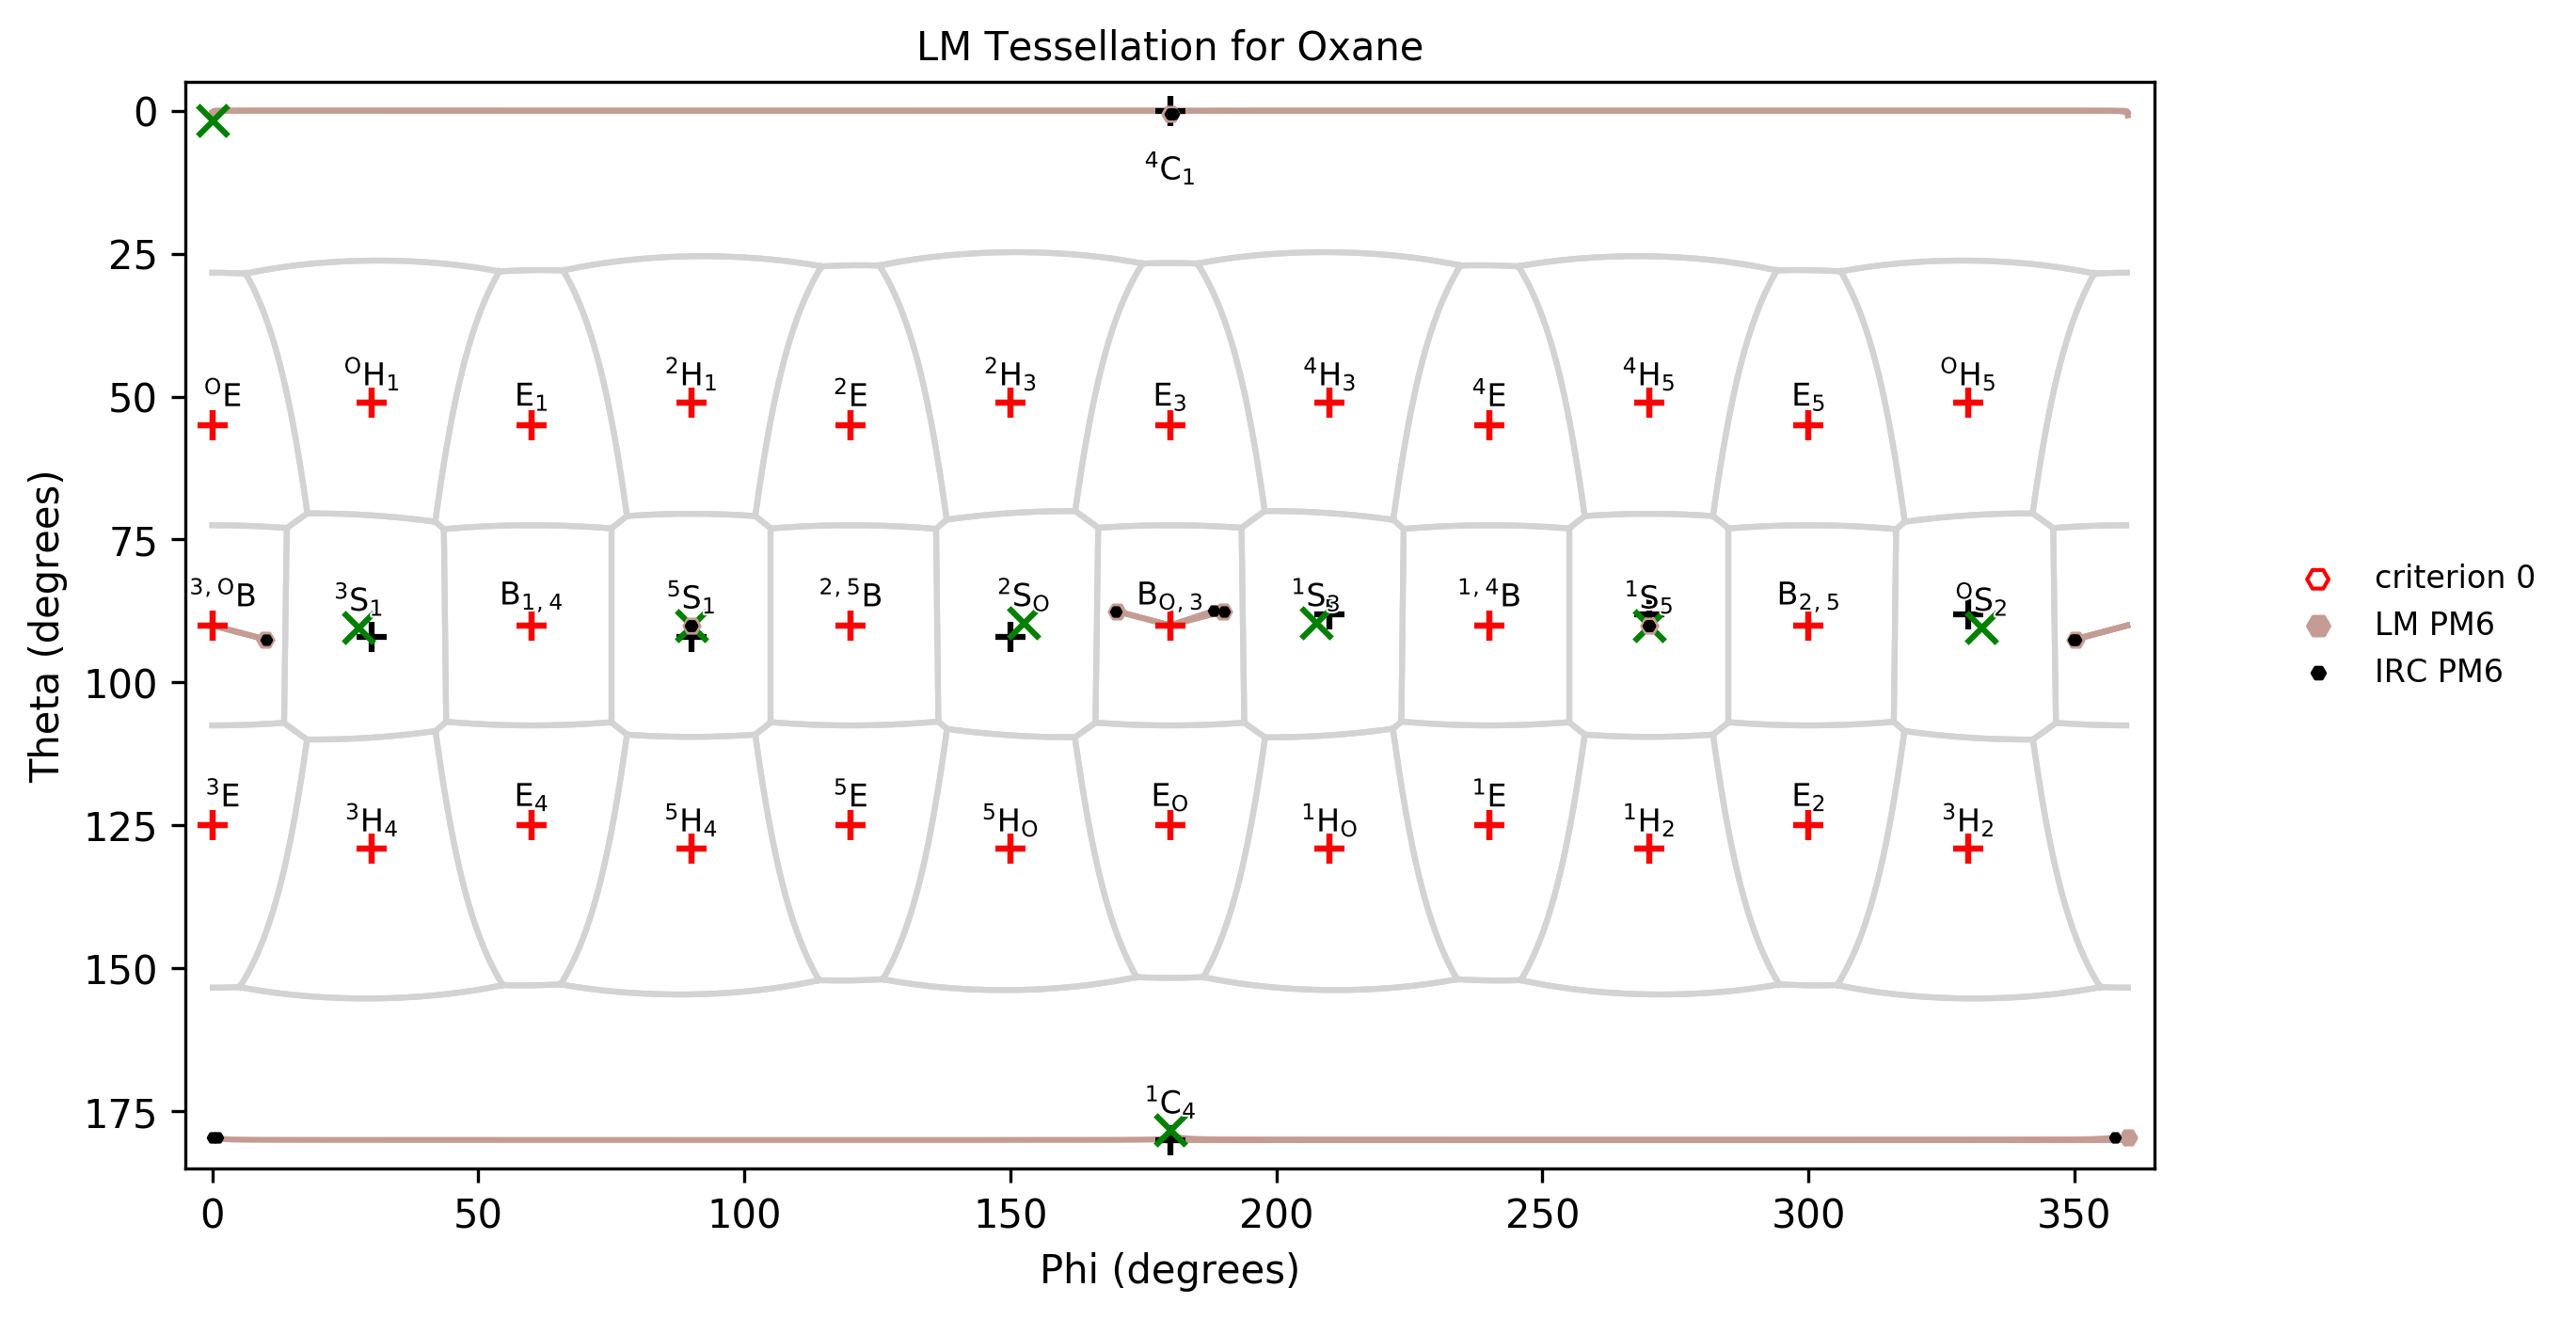 LM Tessellation for Oxane
0
⁴C₁
25
ᴼH₁ ²H₁ ²H₃ ⁴H₃ ⁴H₅ ᴼH₅
50
ᴼE E₁ ²E E₃ ⁴E E₅
75
³,ᴼB ³S₁ B₁,₄ ⁵S₁ ²,⁵B ²Sₒ Bₒ,₃ ¹S₃ ¹,⁴B ¹S₅ B₂,₅ ᴼS₂
100
³E E₄ ⁵E Eₒ ¹E E₂
125
³H₄ ⁵H₄ ⁵Hₒ ¹Hₒ ¹H₂ ³H₂
150
175
¹C₄
0 50 100 150 200 250 300 350
Phi (degrees)
Theta (degrees)
criterion 0
LM PM6
IRC PM6